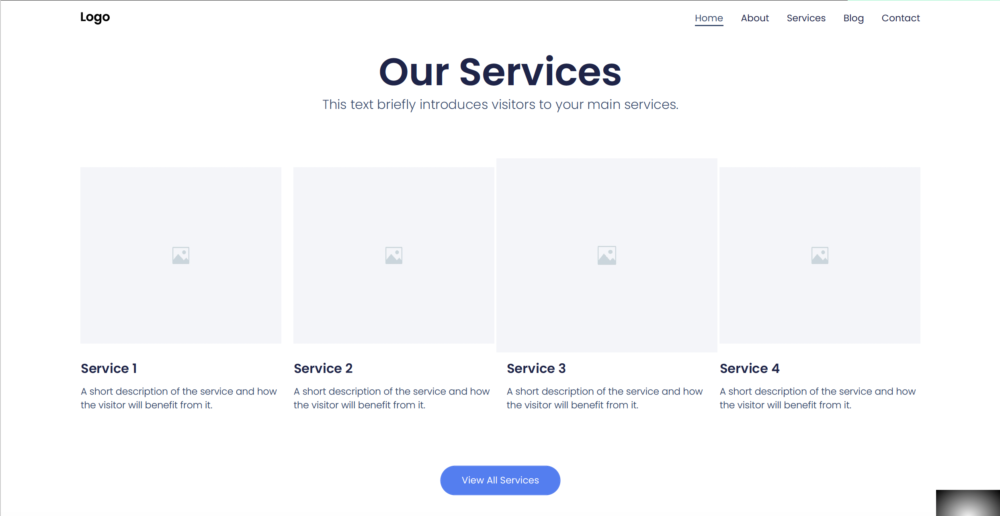 Logo
Home About Services Blog Contact
Our Services
This text briefly introduces visitors to your main services.
Service 1
A short description of the service and how
the visitor will benefit from it.
Service 2
A short description of the service and how
the visitor will benefit from it.
Service 3
A short description of the service and how
the visitor will benefit from it.
Service 4
A short description of the service and how
the visitor will benefit from it.
View All Services